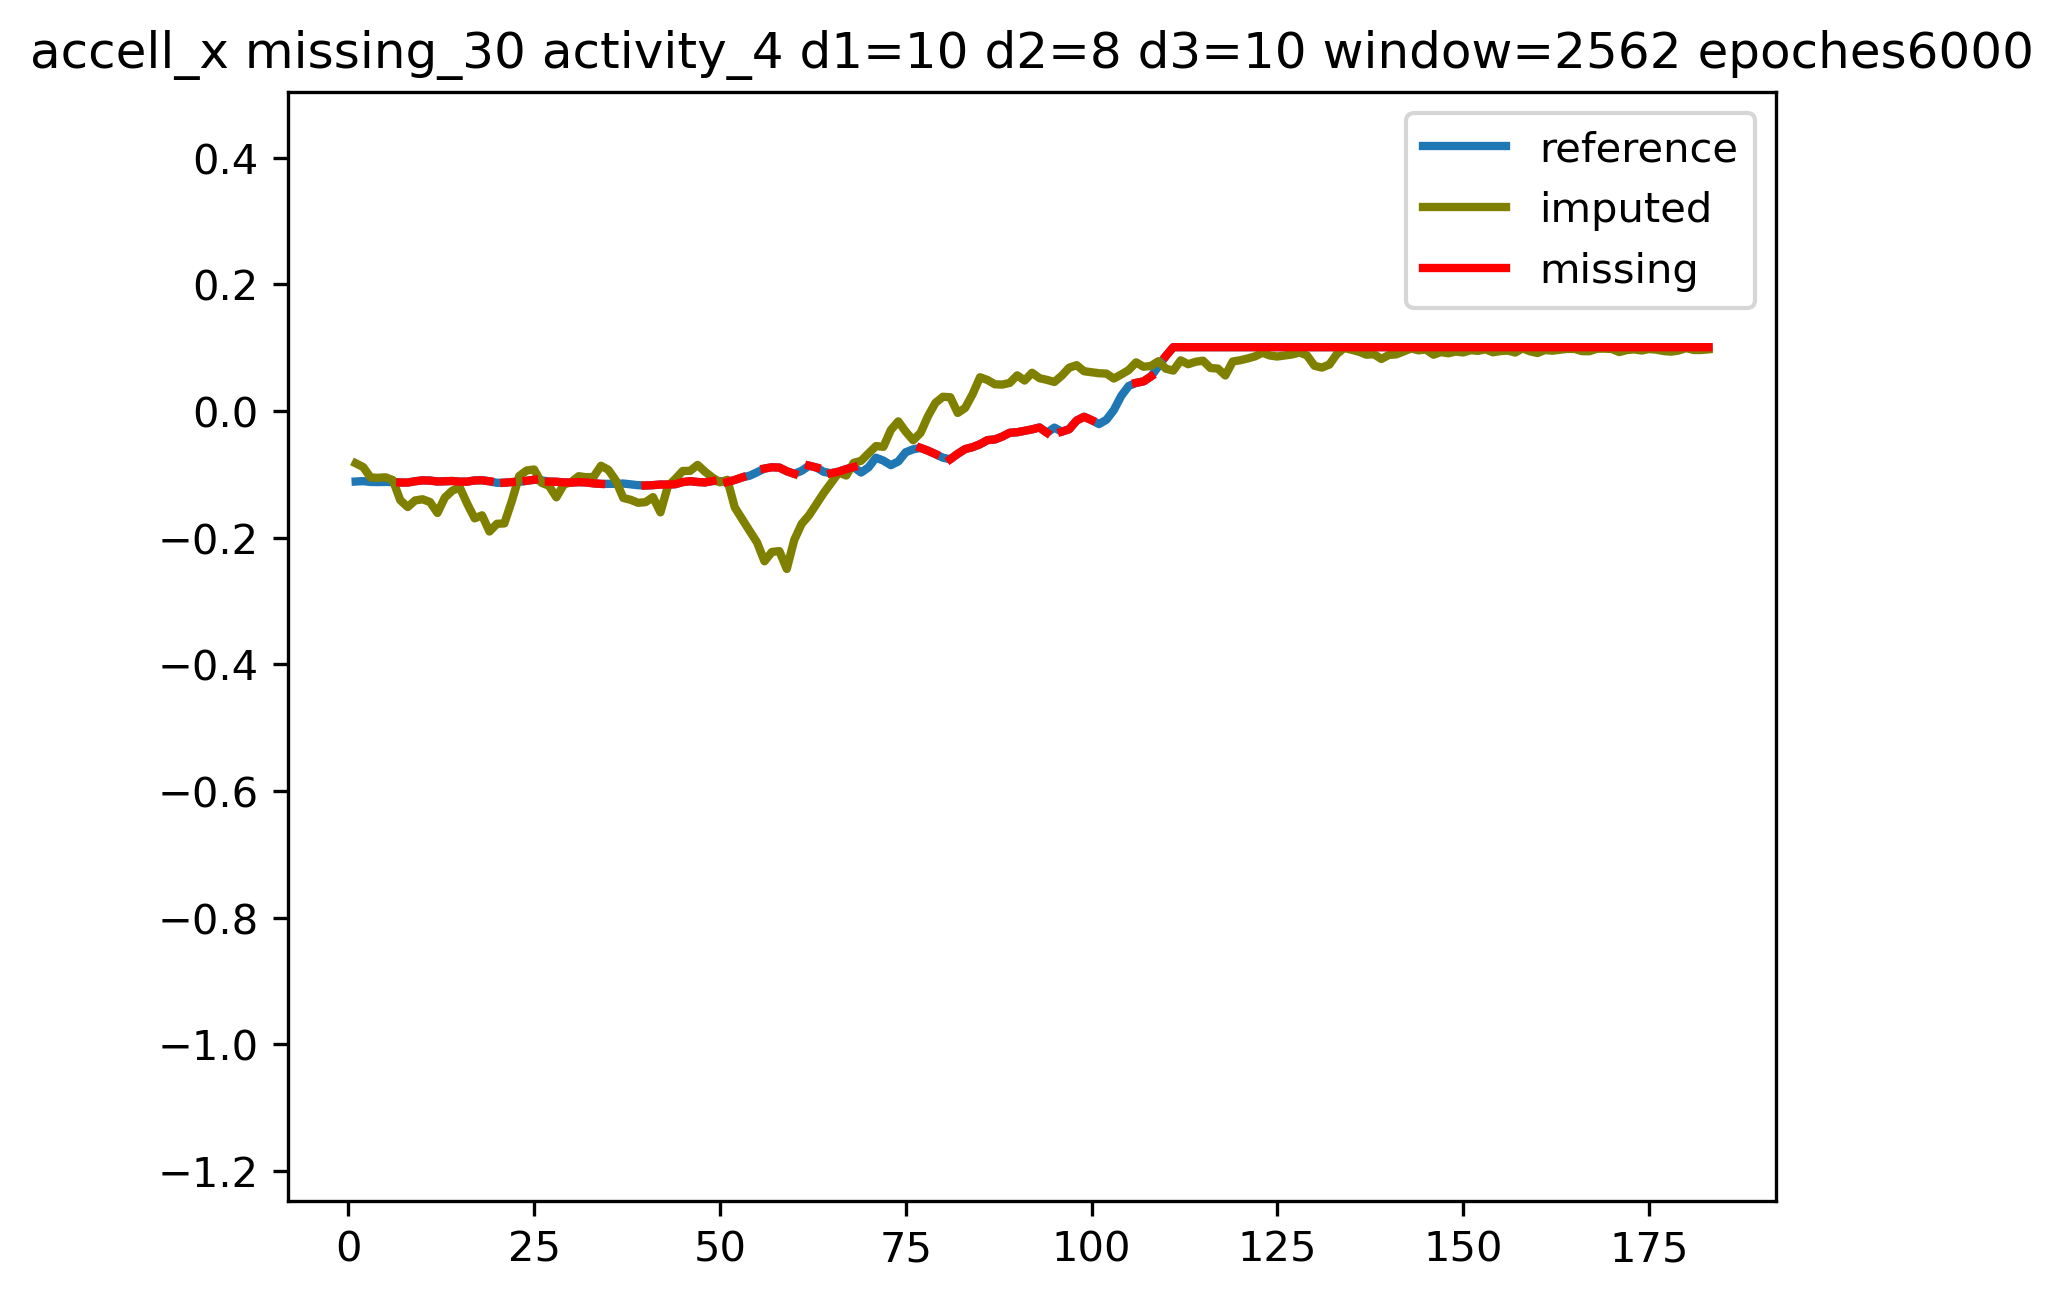 accell_x missing_30 activity_4 d1=10 d2=8 d3=10 window=2562 epoches6000
reference
imputed
missing
0.4
0.2
0.0
−0.2
−0.4
−0.6
−0.8
−1.0
−1.2
0 25 50 75 100 125 150 175